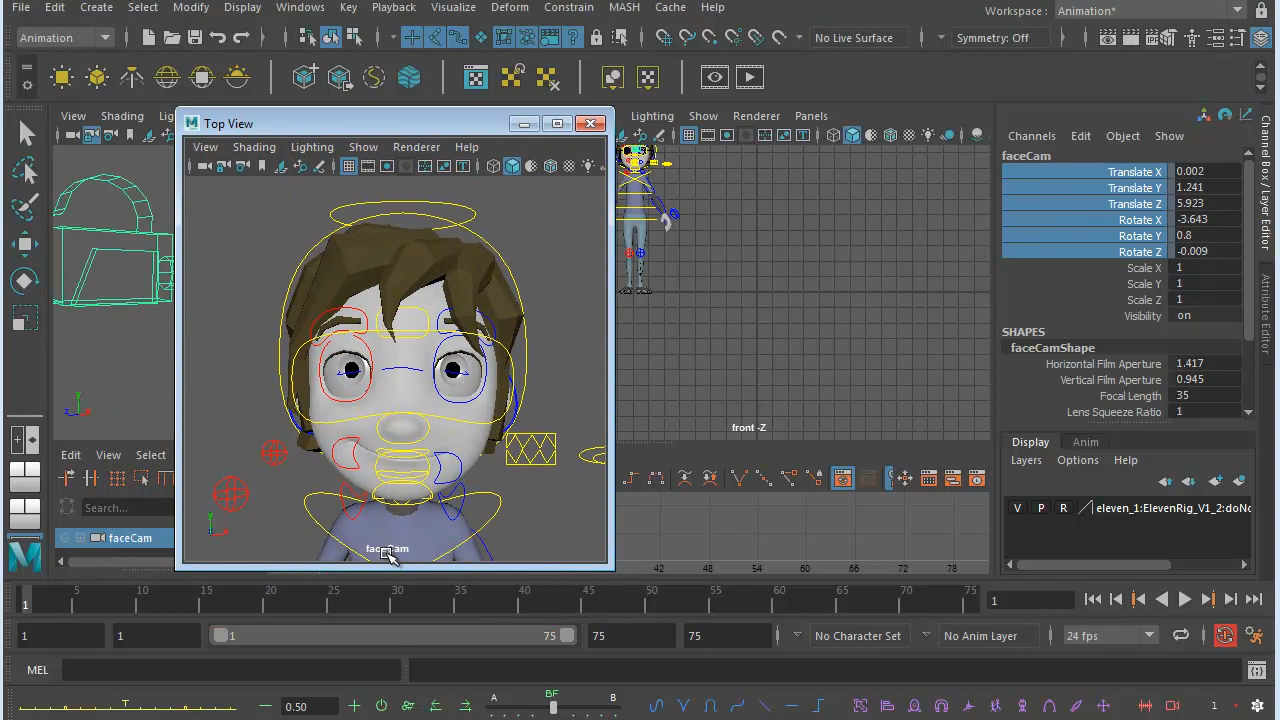 File Edit Create Select Modify Display Windows Key Playback Visualize Deform Constrain MASH Cache Help Workspace : Animation*
Animation No Live Surface Symmetry: Off
View Shading Lighting Show Renderer Panels
Top View
View Shading Lighting Show Renderer Help
Channels Edit Object Show
faceCam
Translate X 0.002
Translate Y 1.241
Translate Z 5.923
Rotate X -3.643
Rotate Y 0.8
Rotate Z -0.009
Scale X 1
Scale Y 1
Scale Z 1
Visibility on
SHAPES
faceCamShape
Horizontal Film Aperture 1.417
Vertical Film Aperture 0.945
Focal Length 35
Lens Squeeze Ratio 1
Channel Box / Layer Editor
Attribute Editor
front -Z
Display Anim
Layers Options Help
V P R eleven_1:ElevenRig_V1_2:doNo
Edit View Select
Search...
faceCam
faceCam
42 48 54 60 66 72 78
1 5 10 15 20 25 30 35 40 45 50 55 60 65 70 75 1
1 1 1 75 75 75 No Character Set No Anim Layer 24 fps
MEL
T 0.50 A BF B 1